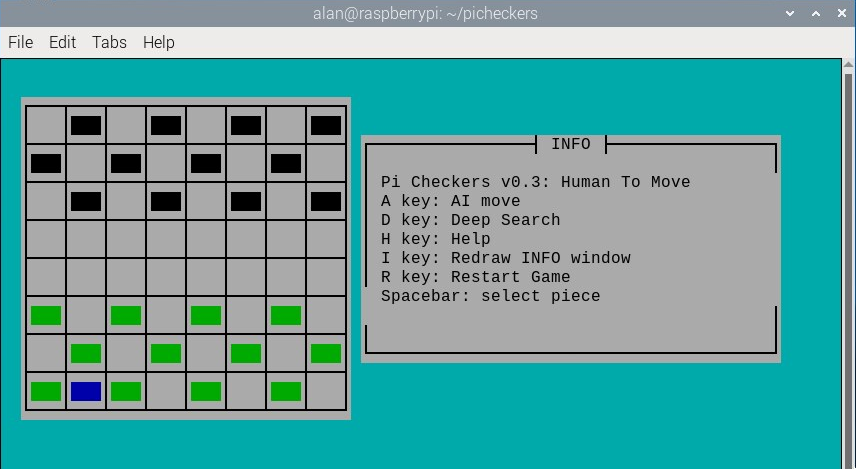 alan@raspberrypi: ~/picheckers
File Edit Tabs Help
INFO
Pi Checkers v0.3: Human To Move
A key: AI move
D key: Deep Search
H key: Help
I key: Redraw INFO window
R key: Restart Game
Spacebar: select piece